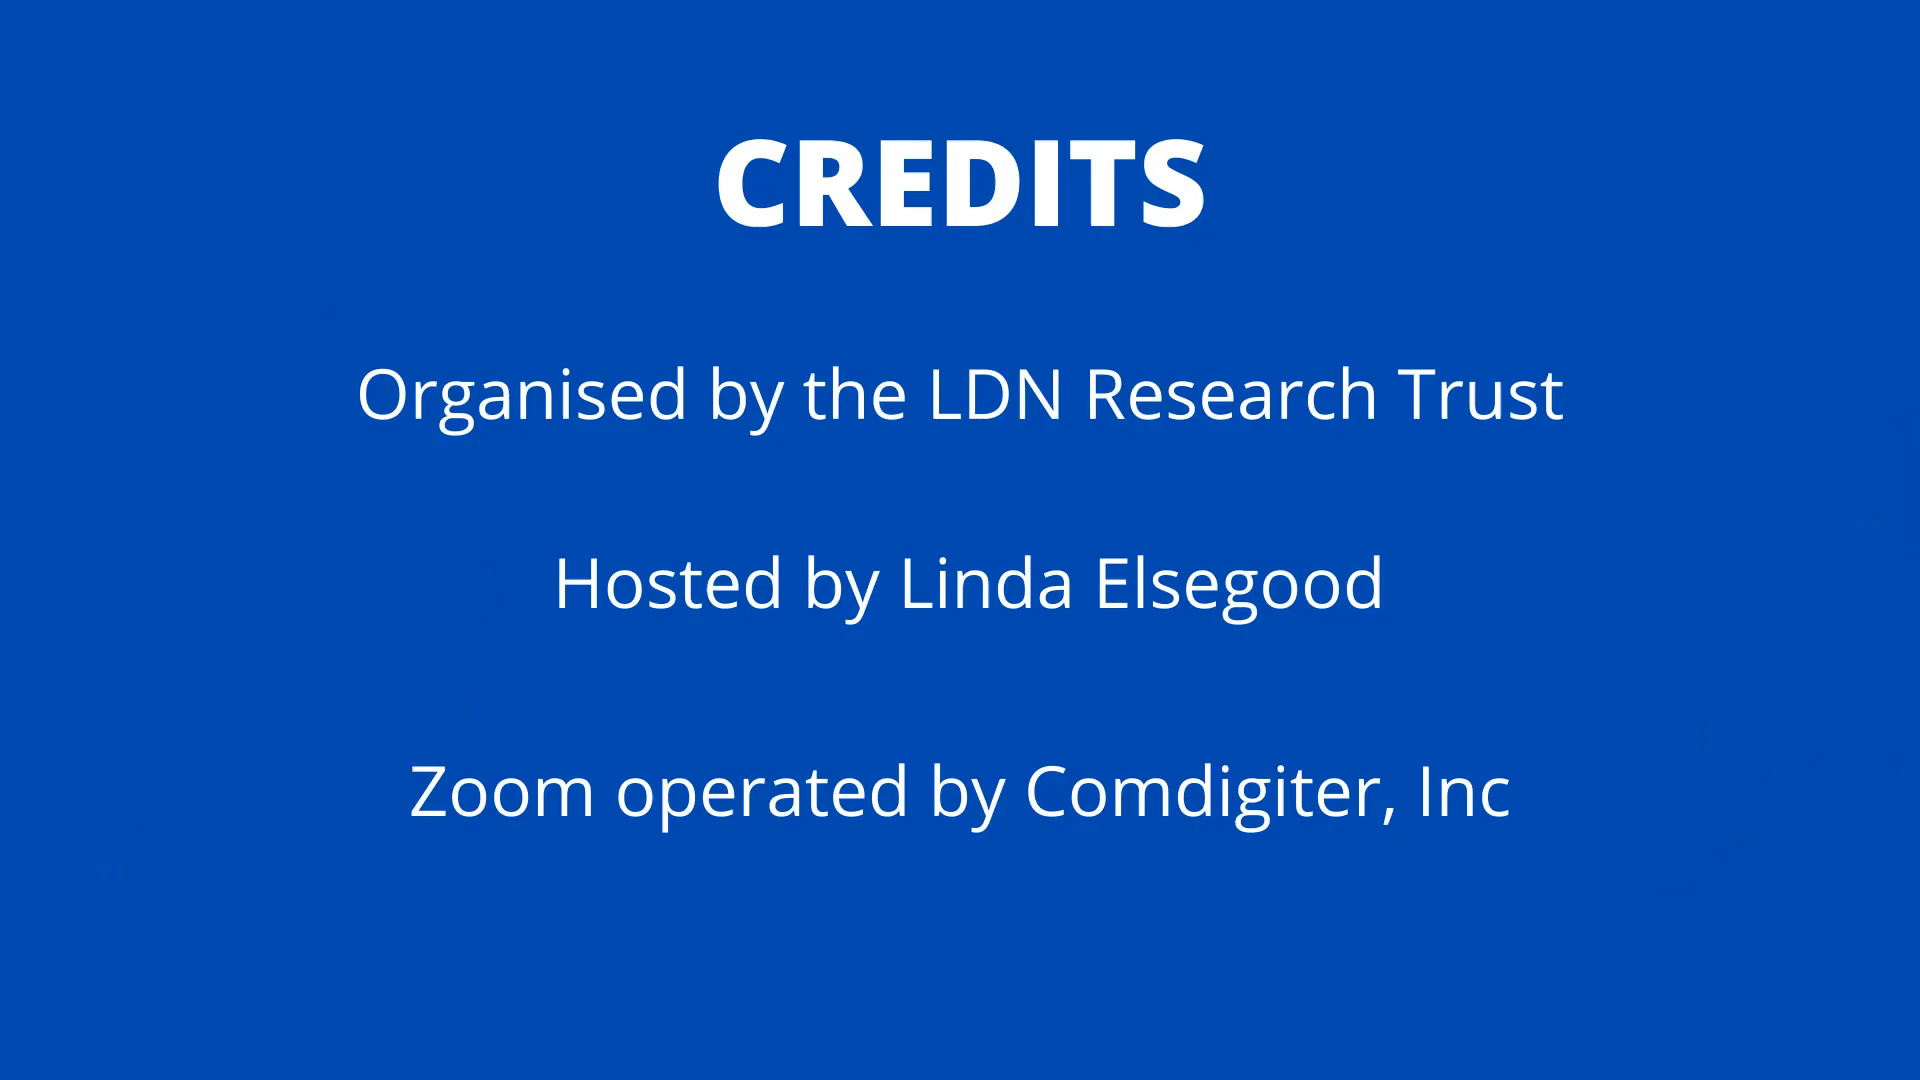 CREDITS
Organised by the LDN Research Trust
Hosted by Linda Elsegood
Zoom operated by Comdigiter, Inc